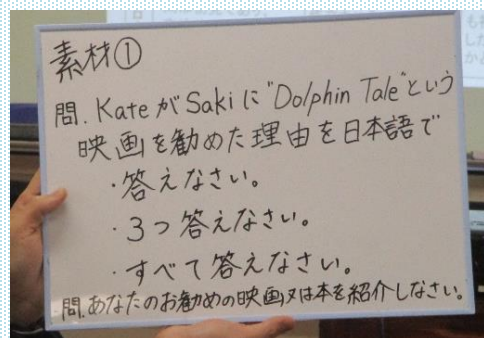 素材①
問. KateがSakiに"Dolphin Tale"という
映画を勧めた理由を日本語で
・答えなさい。
・3つ答えなさい。
・すべて答えなさい。
問. あなたのお勧めの映画又は本を紹介しなさい。